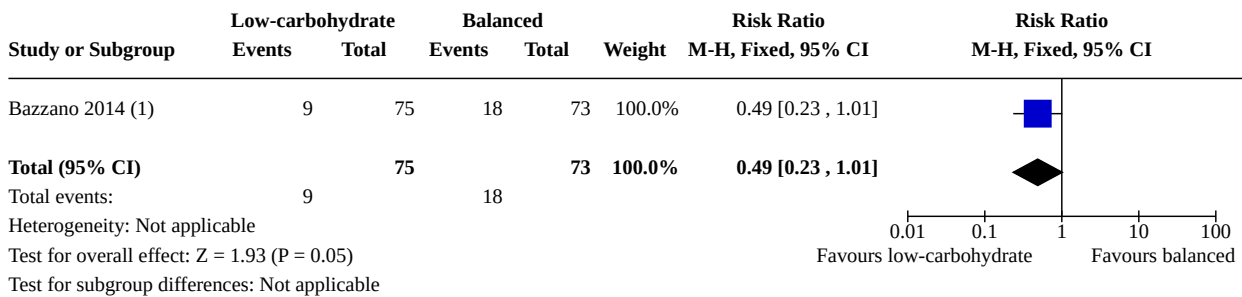 Low-carbohydrate Balanced Risk Ratio Risk Ratio
Study or Subgroup Events Total Events Total Weight M-H, Fixed, 95% CI M-H, Fixed, 95% CI
Bazzano 2014 (1) 9 75 18 73 100.0% 0.49 [0.23 , 1.01]
Total (95% CI) 75 73 100.0% 0.49 [0.23 , 1.01]
Total events: 9 18
Heterogeneity: Not applicable
0.01 0.1 1 10 100
Test for overall effect: Z = 1.93 (P = 0.05) Favours low-carbohydrate Favours balanced
Test for subgroup differences: Not applicable